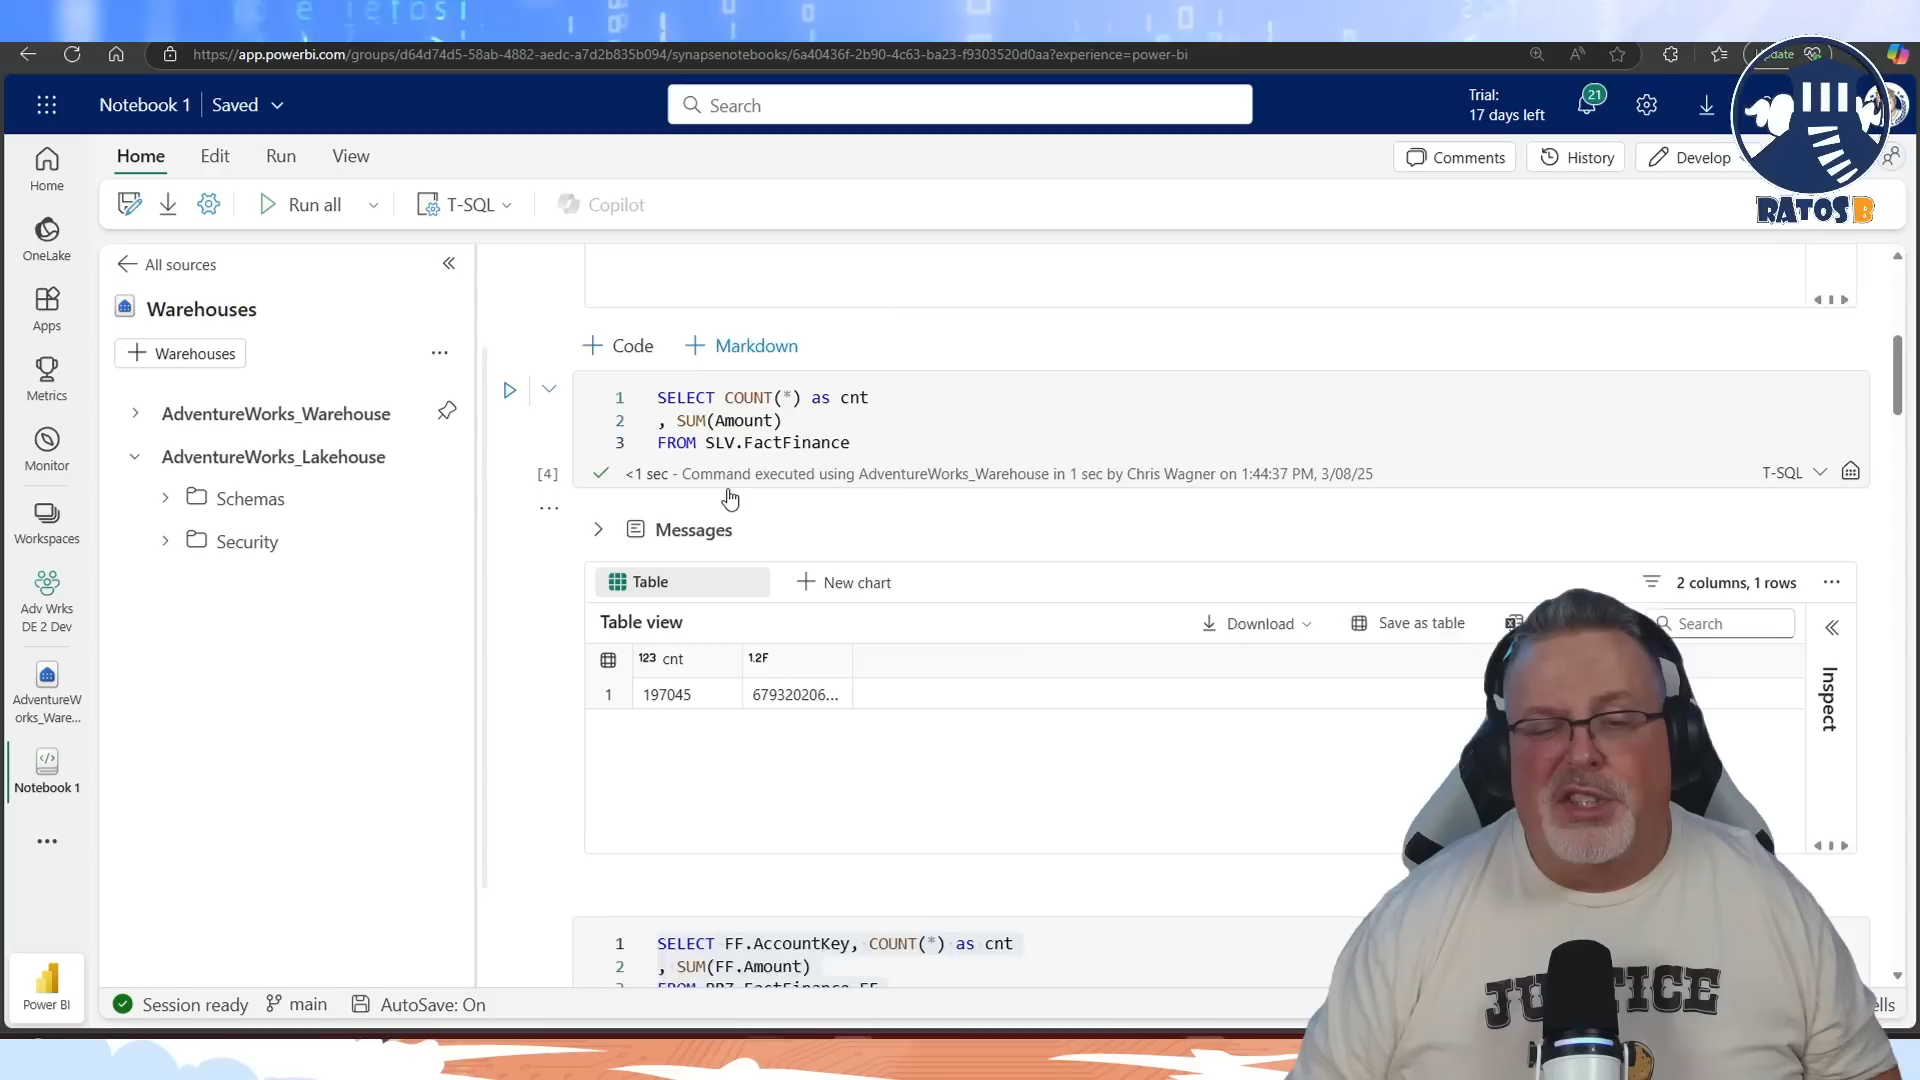 https://app.powerbi.com/groups/d64d74d5-58ab-4882-aedc-a7d2b835b094/synapsenotebooks/6a40436f-2b90-4c63-ba23-f9303520d0aa?experience=power-bi
Update
Notebook 1
Saved
Search
Trial:
17 days left
21
Home
Edit
Run
View
Comments
History
Develop
RATOS B
Run all
T-SQL
Copilot
Home
OneLake
Apps
Metrics
Monitor
Workspaces
Adv Wrks
DE 2 Dev
AdventureW
orks_Ware...
Notebook 1
Power BI
All sources
Warehouses
Warehouses
AdventureWorks_Warehouse
AdventureWorks_Lakehouse
Schemas
Security
Code
Markdown
1 SELECT COUNT(*) as cnt
2 , SUM(Amount)
3 FROM SLV.FactFinance
[4]
<1 sec - Command executed using AdventureWorks_Warehouse in 1 sec by Chris Wagner on 1:44:37 PM, 3/08/25
T-SQL
Messages
Table
New chart
2 columns, 1 rows
Table view
Download
Save as table
Search
Inspect
123 cnt
1.2F
1 197045 679320206...
1 SELECT FF.AccountKey, COUNT(*) as cnt
2 , SUM(FF.Amount)
Session ready
main
AutoSave: On
JUSTICE